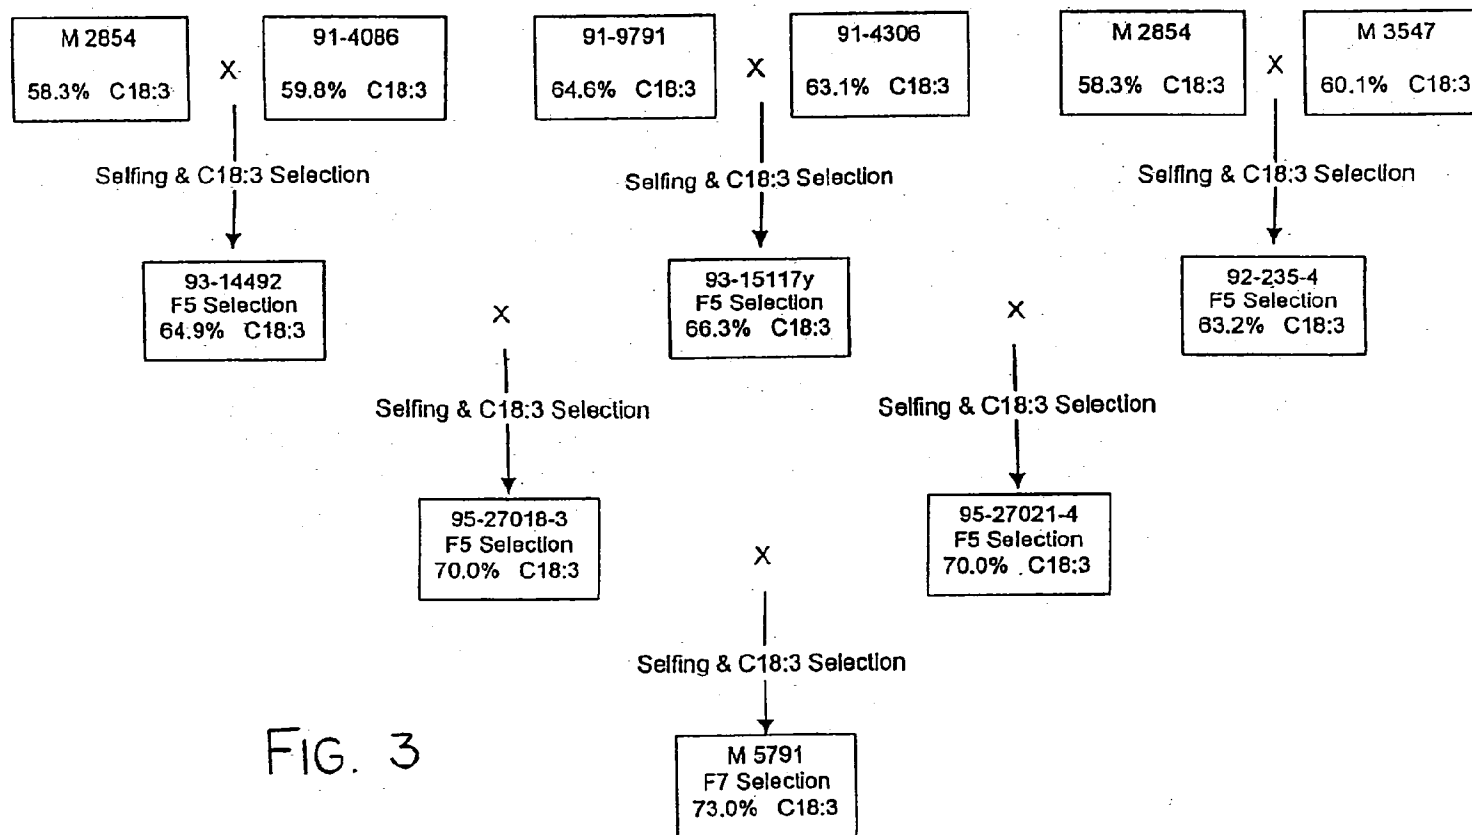 M 2854
58.3% C18:3
X
91-4086
59.8% C18:3
91-9791
64.6% C18:3
X
91-4306
63.1% C18:3
M 2854
58.3% C18:3
X
M 3547
60.1% C18:3
Selfing & C18:3 Selection
Selfing & C18:3 Selection
Selfing & C18:3 Selection
93-14492
F5 Selection
64.9% C18:3
X
93-15117y
F5 Selection
66.3% C18:3
X
92-235-4
F5 Selection
63.2% C18:3
Selfing & C18:3 Selection
Selfing & C18:3 Selection
95-27018-3
F5 Selection
70.0% C18:3
X
95-27021-4
F5 Selection
70.0% C18:3
Selfing & C18:3 Selection
FIG. 3
M 5791
F7 Selection
73.0% C18:3